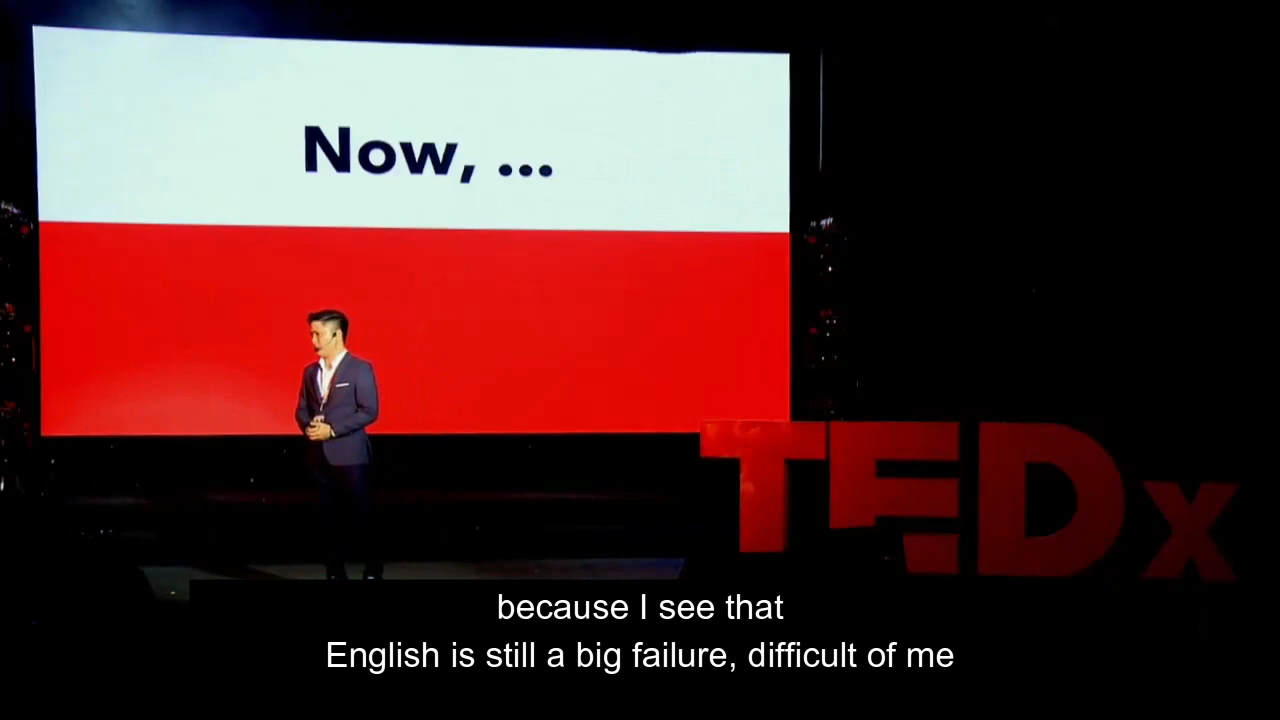 Now, ...
TEDx
because I see that
English is still a big failure, difficult of me